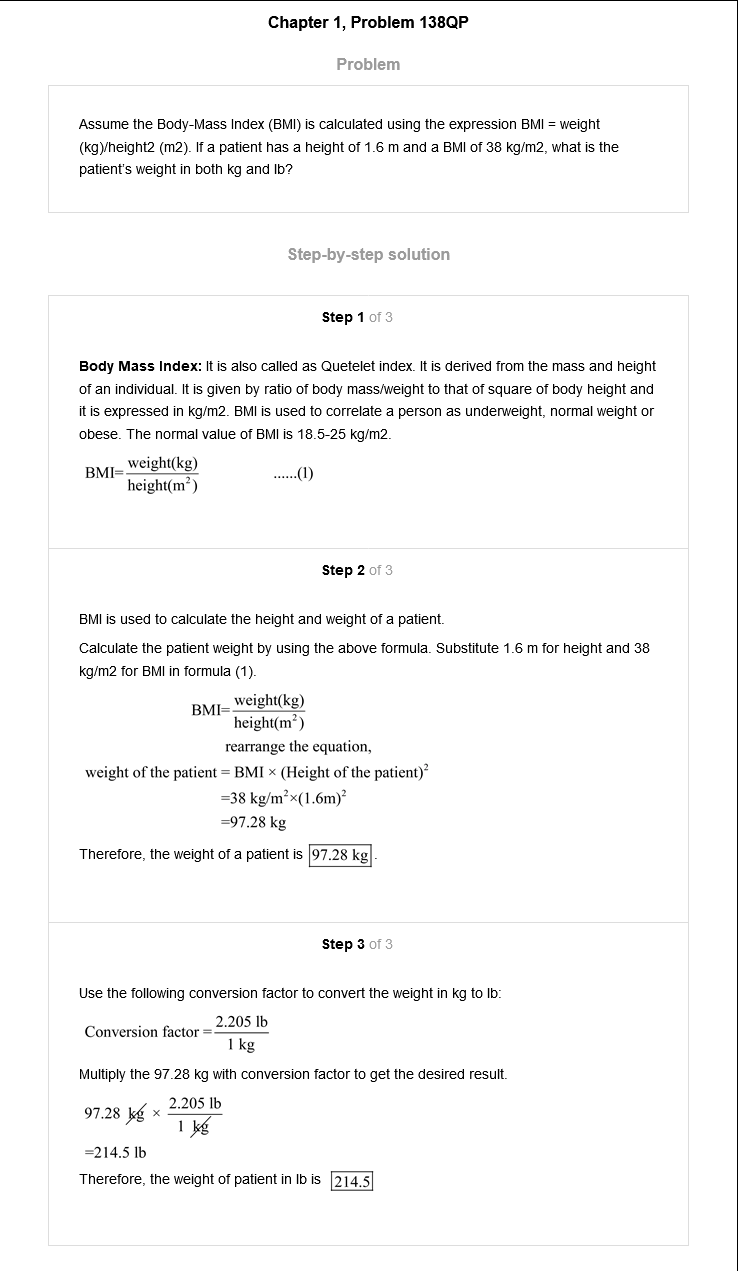 Chapter 1, Problem 138QP
Problem
Assume the Body-Mass Index (BMI) is calculated using the expression BMI = weight
(kg)/height2 (m2). If a patient has a height of 1.6 m and a BMI of 38 kg/m2, what is the
patient's weight in both kg and lb?
Step-by-step solution
Step 1 of 3
Body Mass Index: It is also called as Quetelet index. It is derived from the mass and height
of an individual. It is given by ratio of body mass/weight to that of square of body height and
it is expressed in kg/m2. BMI is used to correlate a person as underweight, normal weight or
obese. The normal value of BMI is 18.5-25 kg/m2.
BMI= weight(kg) / height(m²) ......(1)
Step 2 of 3
BMI is used to calculate the height and weight of a patient.
Calculate the patient weight by using the above formula. Substitute 1.6 m for height and 38
kg/m2 for BMI in formula (1).
BMI= weight(kg) / height(m²)
rearrange the equation,
weight of the patient = BMI × (Height of the patient)²
=38 kg/m²×(1.6m)²
=97.28 kg
Therefore, the weight of a patient is 97.28 kg.
Step 3 of 3
Use the following conversion factor to convert the weight in kg to lb:
Conversion factor = 2.205 lb / 1 kg
Multiply the 97.28 kg with conversion factor to get the desired result.
97.28 kg × 2.205 lb / 1 kg
=214.5 lb
Therefore, the weight of patient in lb is 214.5